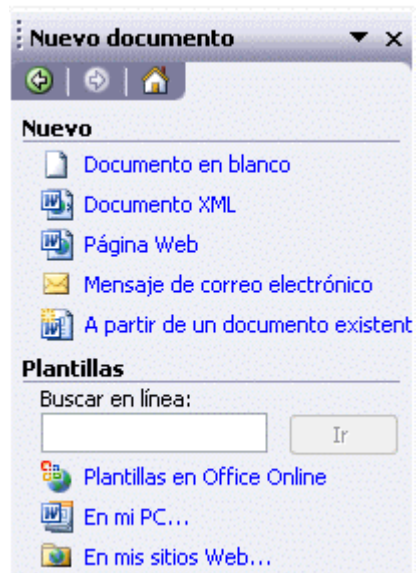 Nuevo documento
Nuevo
Documento en blanco
Documento XML
Página Web
Mensaje de correo electrónico
A partir de un documento existent
Plantillas
Buscar en línea:
Ir
Plantillas en Office Online
En mi PC...
En mis sitios Web...